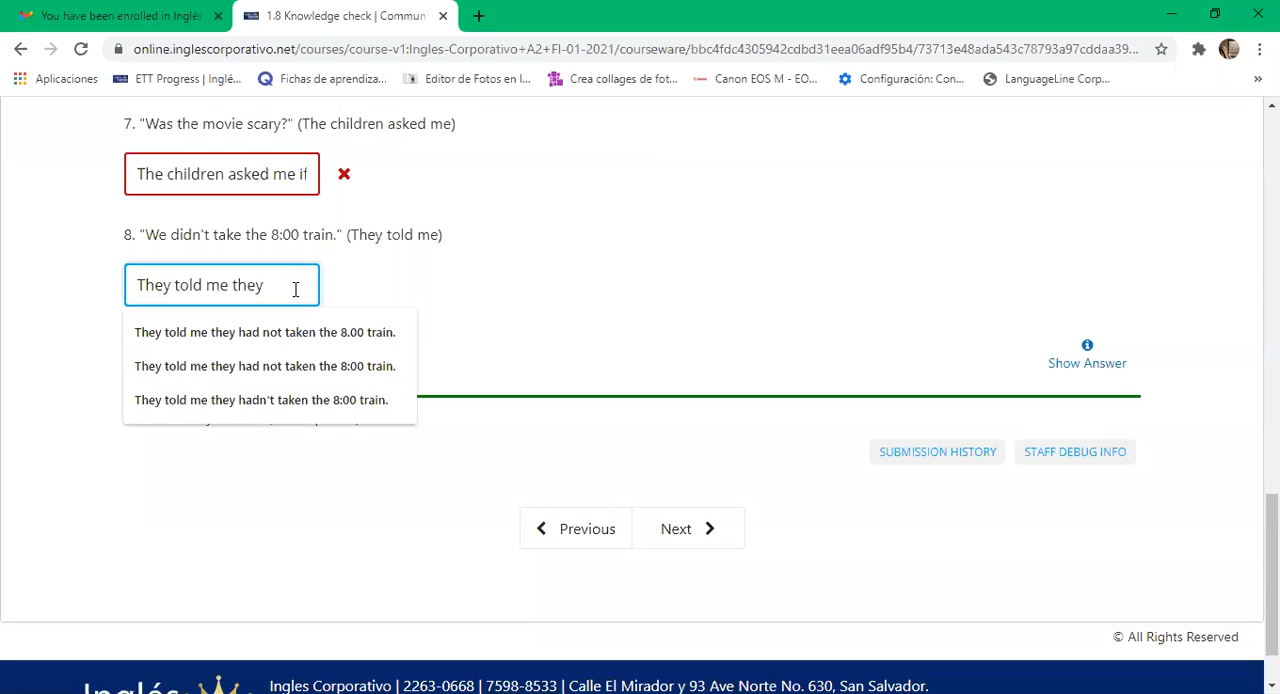 You have been enrolled in Inglés
1.8 Knowledge check | Commun
online.inglescorporativo.net/courses/course-v1:Ingles-Corporativo+A2+FI-01-2021/courseware/bbc4fdc4305942cdbd31eea06adf95b4/73713e48ada543c78793a97cddaa39...
Aplicaciones ETT Progress | Inglé... Fichas de aprendiza... Editor de Fotos en l... Crea collages de fot... Canon EOS M - EO... Configuración: Con... LanguageLine Corp... »
7. "Was the movie scary?" (The children asked me)
The children asked me if
8. "We didn't take the 8:00 train." (They told me)
They told me they
They told me they had not taken the 8.00 train.
They told me they had not taken the 8:00 train.
They told me they hadn't taken the 8:00 train.
Show Answer
SUBMISSION HISTORY STAFF DEBUG INFO
Previous Next
© All Rights Reserved
Inglés
Ingles Corporativo | 2263-0668 | 7598-8533 | Calle El Mirador y 93 Ave Norte No. 630, San Salvador.